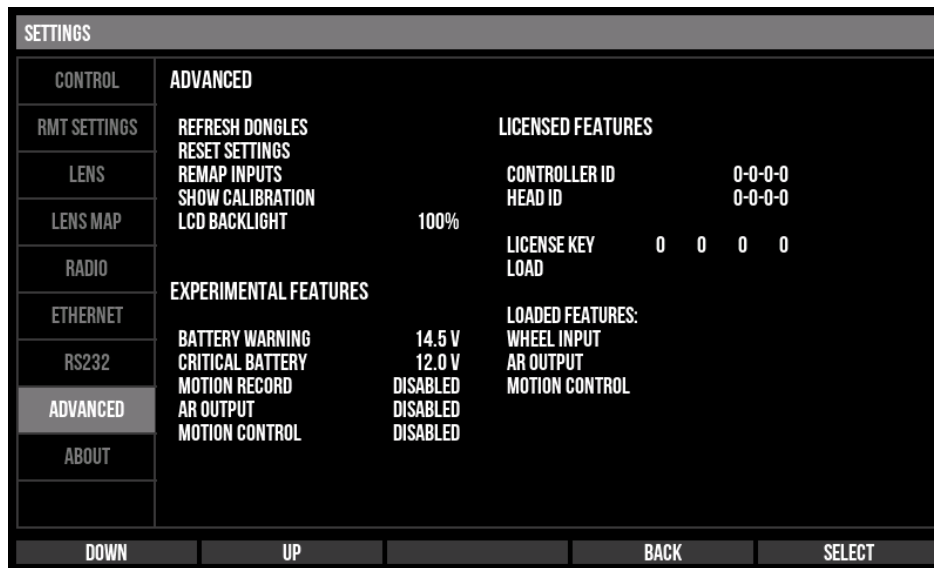 SETTINGS
CONTROL
RMT SETTINGS
LENS
LENS MAP
RADIO
ETHERNET
RS232
ADVANCED
ABOUT
ADVANCED
REFRESH DONGLES
RESET SETTINGS
REMAP INPUTS
SHOW CALIBRATION
LCD BACKLIGHT 100%
EXPERIMENTAL FEATURES
BATTERY WARNING 14.5 V
CRITICAL BATTERY 12.0 V
MOTION RECORD DISABLED
AR OUTPUT DISABLED
MOTION CONTROL DISABLED
LICENSED FEATURES
CONTROLLER ID 0-0-0-0
HEAD ID 0-0-0-0
LICENSE KEY 0 0 0 0
LOAD
LOADED FEATURES:
WHEEL INPUT
AR OUTPUT
MOTION CONTROL
DOWN UP BACK SELECT